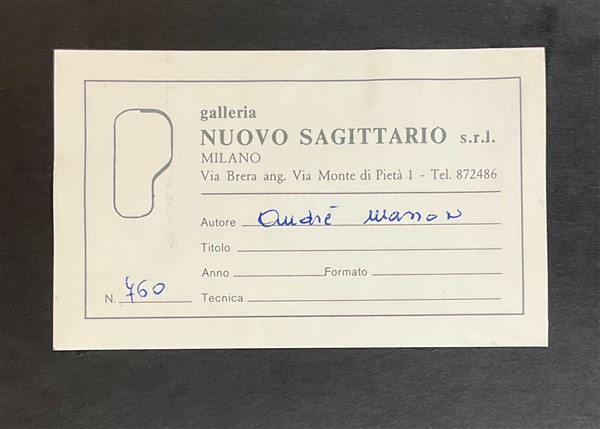 galleria
NUOVO SAGITTARIO s.r.l.
MILANO
Via Brera ang. Via Monte di Pietà 1 - Tel. 872486
Autore André Masson
Titolo
Anno Formato
N. 760 Tecnica